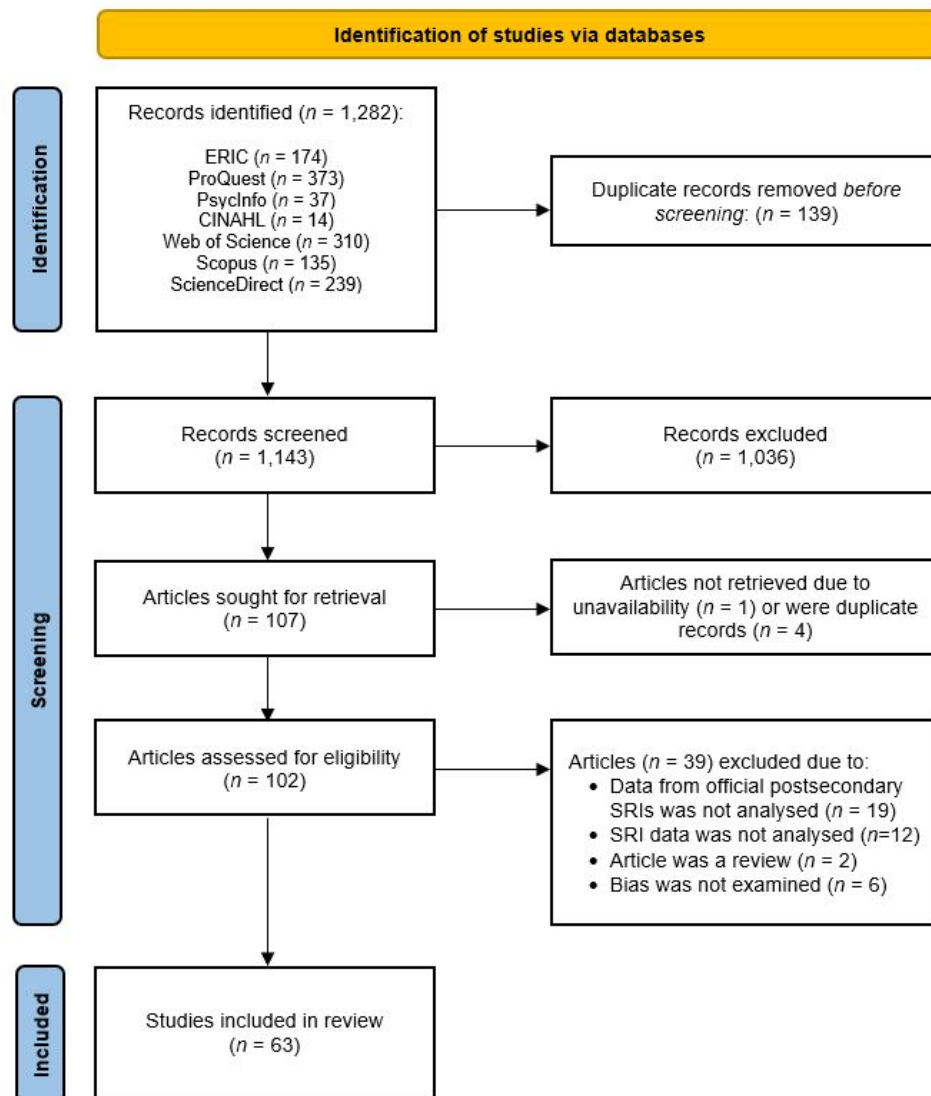 Identification of studies via databases
Identification
Records identified (n = 1,282):
ERIC (n = 174)
ProQuest (n = 373)
PsycInfo (n = 37)
CINAHL (n = 14)
Web of Science (n = 310)
Scopus (n = 135)
ScienceDirect (n = 239)
Duplicate records removed before
screening: (n = 139)
Screening
Records screened
(n = 1,143)
Records excluded
(n = 1,036)
Articles sought for retrieval
(n = 107)
Articles not retrieved due to
unavailability (n = 1) or were duplicate
records (n = 4)
Articles assessed for eligibility
(n = 102)
Articles (n = 39) excluded due to:
• Data from official postsecondary
SRIs was not analysed (n = 19)
• SRI data was not analysed (n=12)
• Article was a review (n = 2)
• Bias was not examined (n = 6)
Included
Studies included in review
(n = 63)